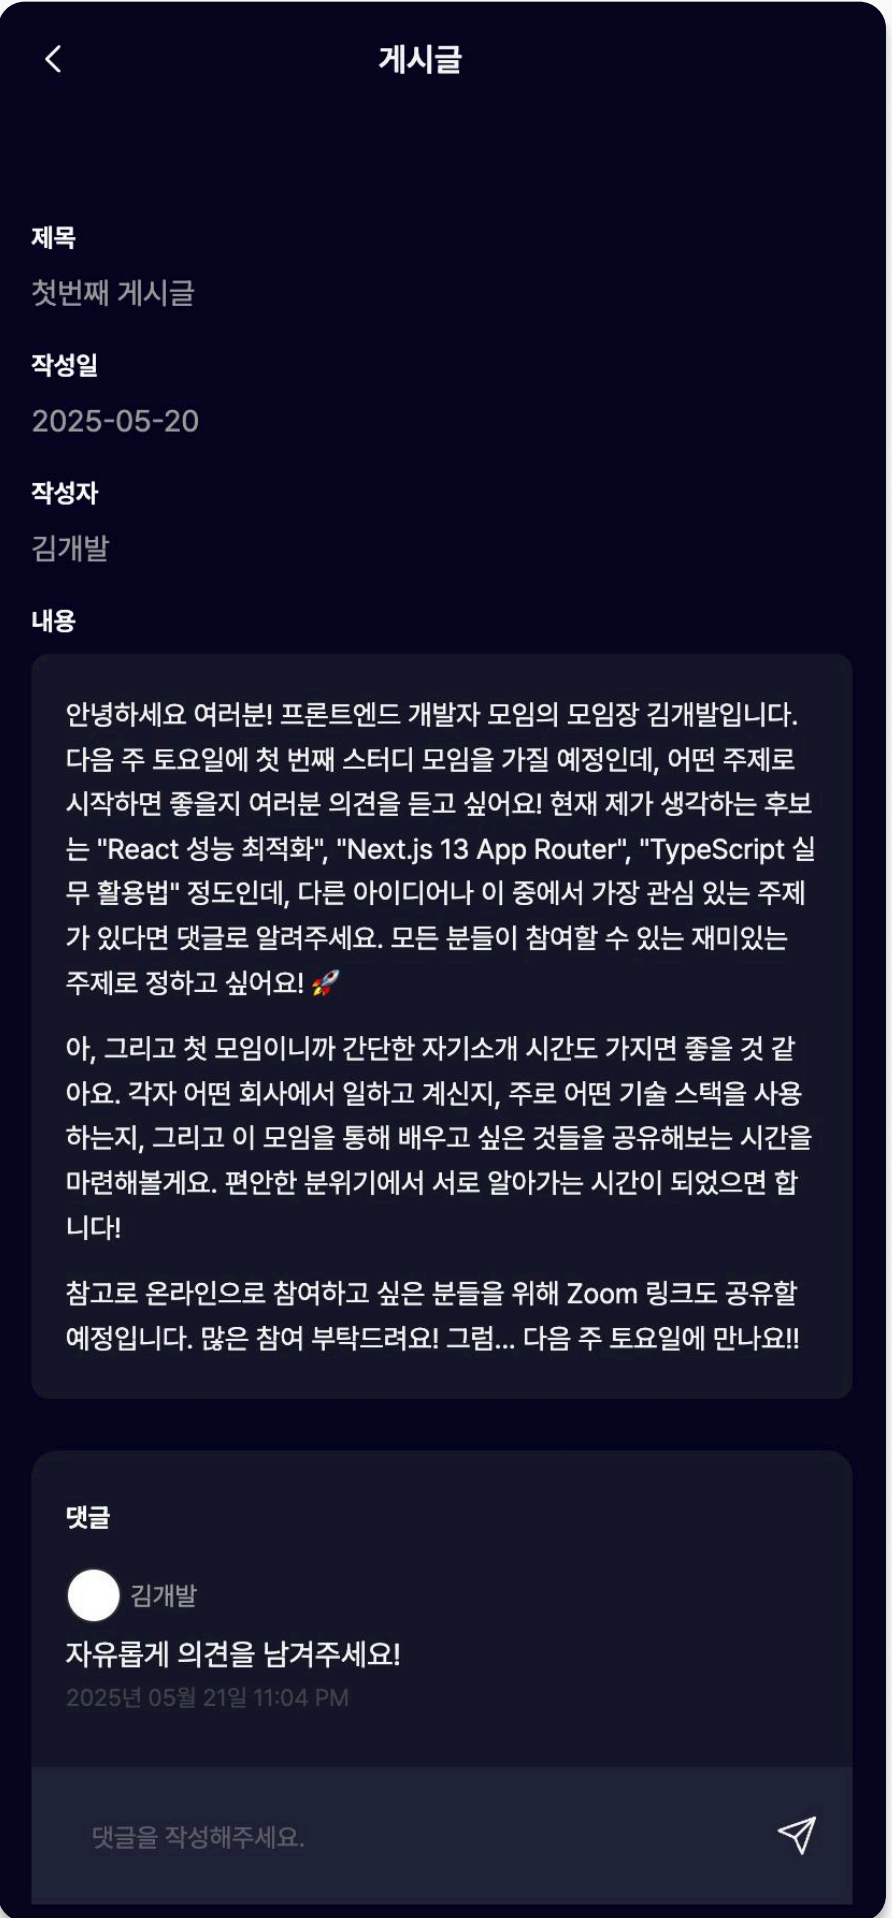 게시글
제목
첫번째 게시글
작성일
2025-05-20
작성자
김개발
내용
안녕하세요 여러분! 프론트엔드 개발자 모임의 모임장 김개발입니다.
다음 주 토요일에 첫 번째 스터디 모임을 가질 예정인데, 어떤 주제로
시작하면 좋을지 여러분 의견을 듣고 싶어요! 현재 제가 생각하는 후보
는 "React 성능 최적화", "Next.js 13 App Router", "TypeScript 실
무 활용법" 정도인데, 다른 아이디어나 이 중에서 가장 관심 있는 주제
가 있다면 댓글로 알려주세요. 모든 분들이 참여할 수 있는 재미있는
주제로 정하고 싶어요! 🚀
아, 그리고 첫 모임이니까 간단한 자기소개 시간도 가지면 좋을 것 같
아요. 각자 어떤 회사에서 일하고 계신지, 주로 어떤 기술 스택을 사용
하는지, 그리고 이 모임을 통해 배우고 싶은 것들을 공유해보는 시간을
마련해볼게요. 편안한 분위기에서 서로 알아가는 시간이 되었으면 합
니다!
참고로 온라인으로 참여하고 싶은 분들을 위해 Zoom 링크도 공유할
예정입니다. 많은 참여 부탁드려요! 그럼... 다음 주 토요일에 만나요!!
댓글
김개발
자유롭게 의견을 남겨주세요!
2025년 05월 21일 11:04 PM
댓글을 작성해주세요.